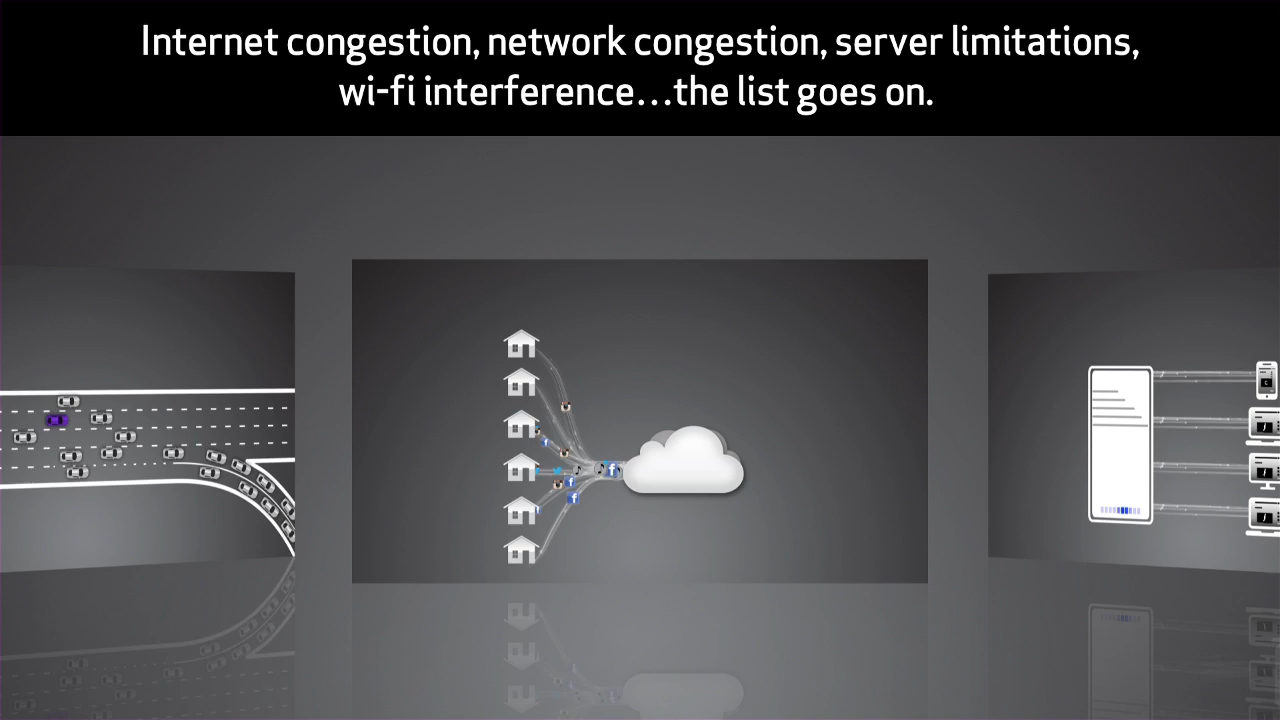 Internet congestion, network congestion, server limitations,
wi-fi interference...the list goes on.